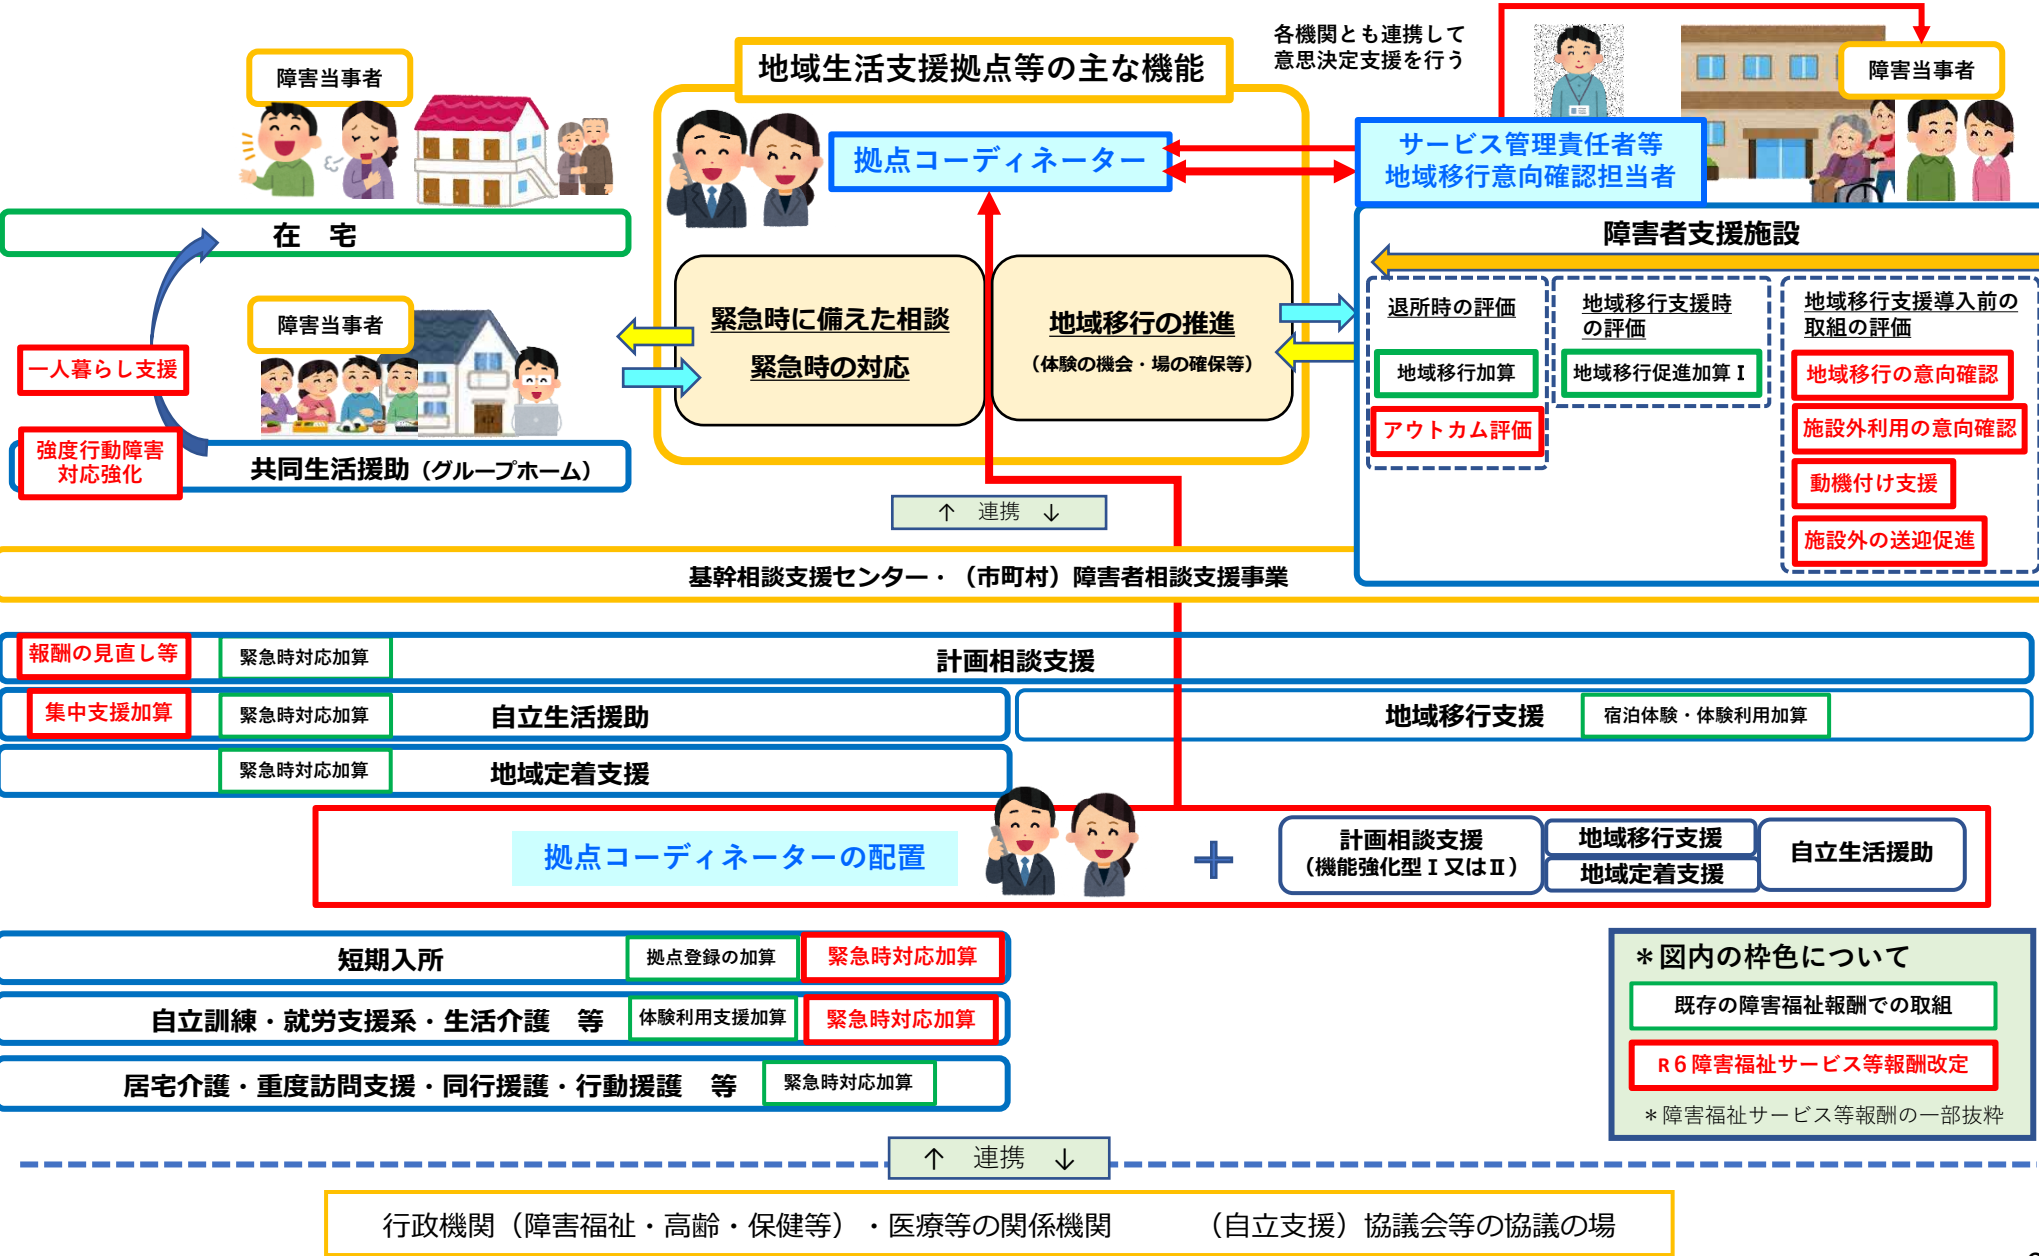 障害当事者
地域生活支援拠点等の主な機能
各機関とも連携して
意思決定支援を行う
障害当事者
拠点コーディネーター
サービス管理責任者等
地域移行意向確認担当者
在　宅
障害者支援施設
障害当事者
一人暮らし支援
強度行動障害
対応強化
共同生活援助（グループホーム）
緊急時に備えた相談
緊急時の対応
地域移行の推進
（体験の機会・場の確保等）
退所時の評価
地域移行加算
アウトカム評価
地域移行支援時
の評価
地域移行促進加算Ⅰ
地域移行支援導入前の
取組の評価
地域移行の意向確認
施設外利用の意向確認
動機付け支援
施設外の送迎促進
↑　連携　↓
基幹相談支援センター・（市町村）障害者相談支援事業
報酬の見直し等
緊急時対応加算
計画相談支援
集中支援加算
緊急時対応加算
自立生活援助
地域移行支援
宿泊体験・体験利用加算
緊急時対応加算
地域定着支援
拠点コーディネーターの配置
＋
計画相談支援
（機能強化型Ⅰ又はⅡ）
地域移行支援
地域定着支援
自立生活援助
短期入所
拠点登録の加算
緊急時対応加算
自立訓練・就労支援系・生活介護　等
体験利用支援加算
緊急時対応加算
居宅介護・重度訪問支援・同行援護・行動援護　等
緊急時対応加算
＊図内の枠色について
既存の障害福祉報酬での取組
R６障害福祉サービス等報酬改定
＊障害福祉サービス等報酬の一部抜粋
↑　連携　↓
行政機関（障害福祉・高齢・保健等）・医療等の関係機関　　　（自立支援）協議会等の協議の場